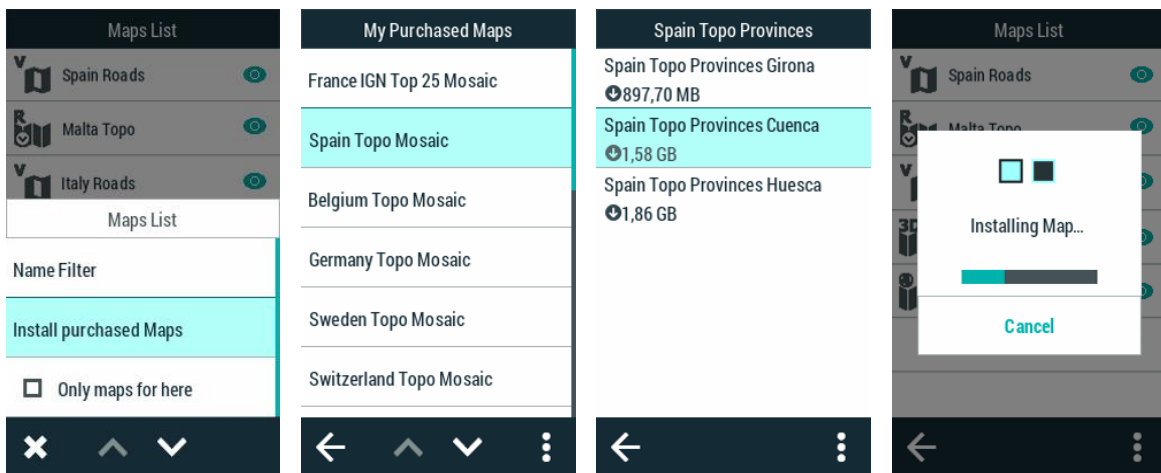 Maps List
V
Spain Roads
R
Malta Topo
V
Italy Roads
Maps List
Name Filter
Install purchased Maps
Only maps for here
My Purchased Maps
France IGN Top 25 Mosaic
Spain Topo Mosaic
Belgium Topo Mosaic
Germany Topo Mosaic
Sweden Topo Mosaic
Switzerland Topo Mosaic
Spain Topo Provinces
Spain Topo Provinces Girona
897,70 MB
Spain Topo Provinces Cuenca
1,58 GB
Spain Topo Provinces Huesca
1,86 GB
Maps List
V
Spain Roads
R
Malta Topo
V
3D
Installing Map...
Cancel